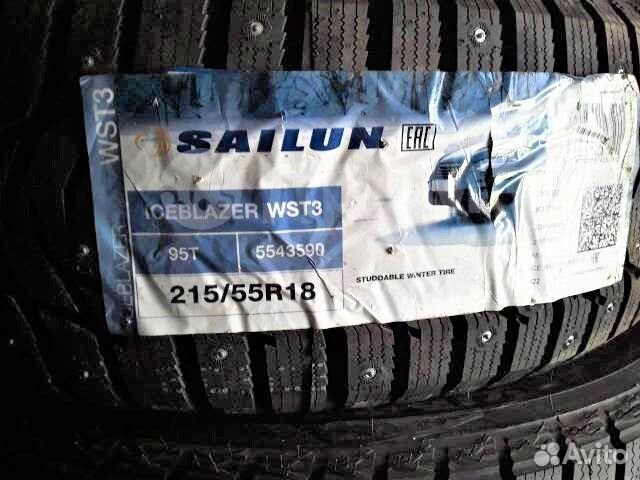 ICEBLAZER WST3
SAILUN EAC
ICEBLAZER WST3
95T 5543590
215/55R18
STUDDABLE WINTER TIRE
Avito